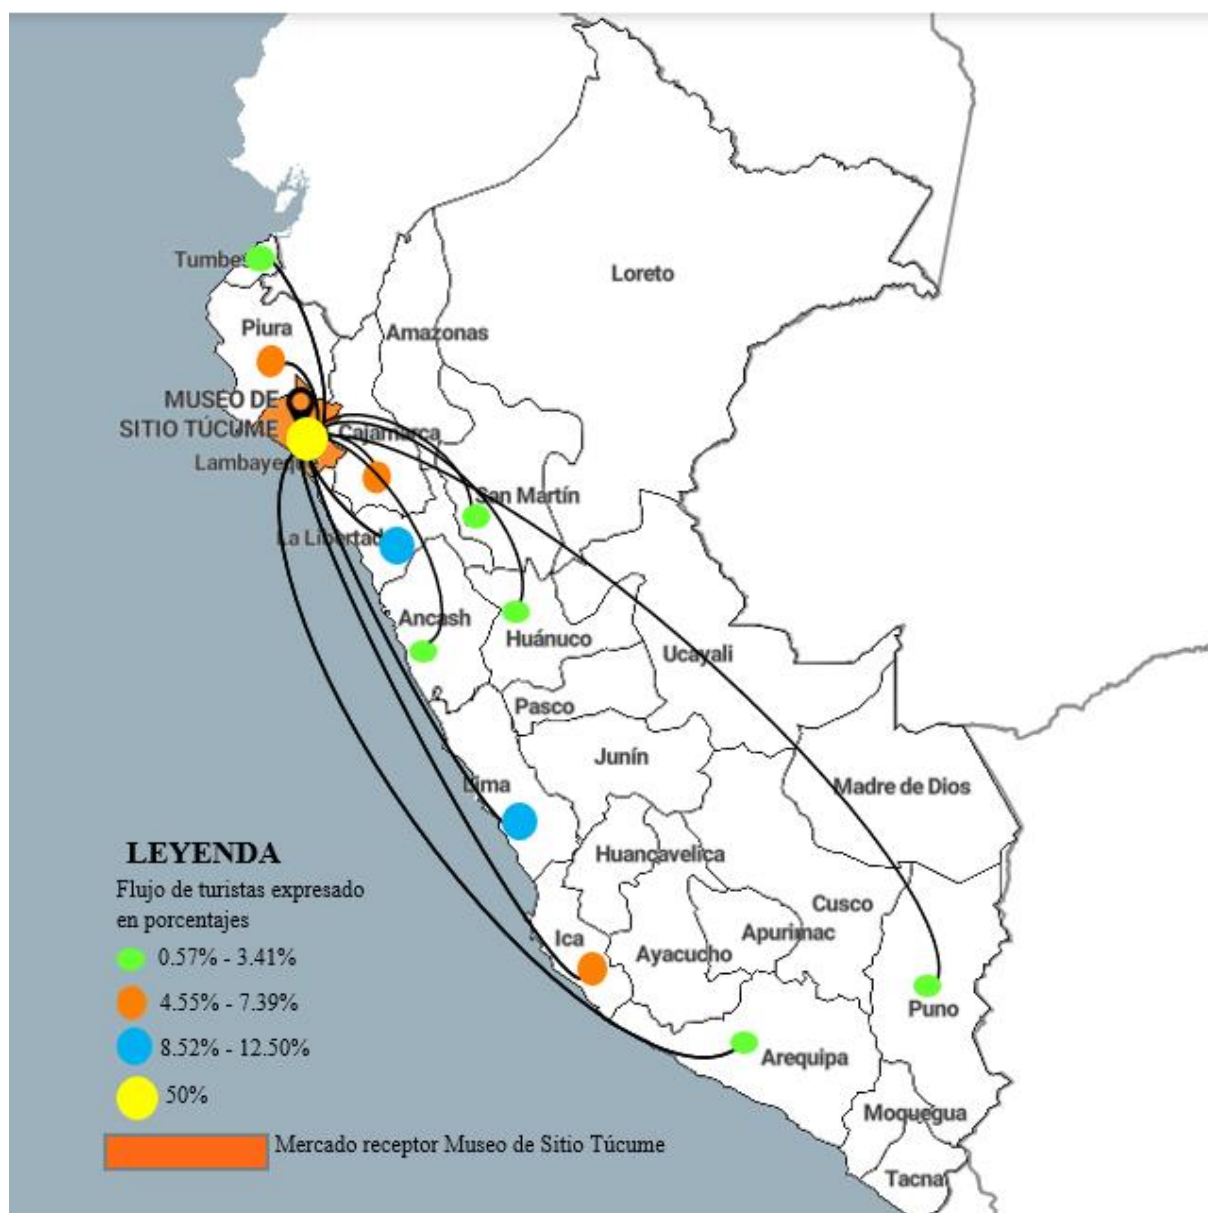 Loreto
Tumbes
Piura
Amazonas
MUSEO DE
SITIO TÚCUME
Cajamarca
Lambayeque
San Martín
La Libertad
Ancash
Huánuco
Ucayali
Pasco
Junín
Lima
Madre de Dios
Huancavelica
Cusco
Ica
Apurimac
Ayacucho
Puno
Arequipa
Moquegua
Tacna
LEYENDA
Flujo de turistas expresado
en porcentajes
0.57% - 3.41%
4.55% - 7.39%
8.52% - 12.50%
50%
Mercado receptor Museo de Sitio Túcume